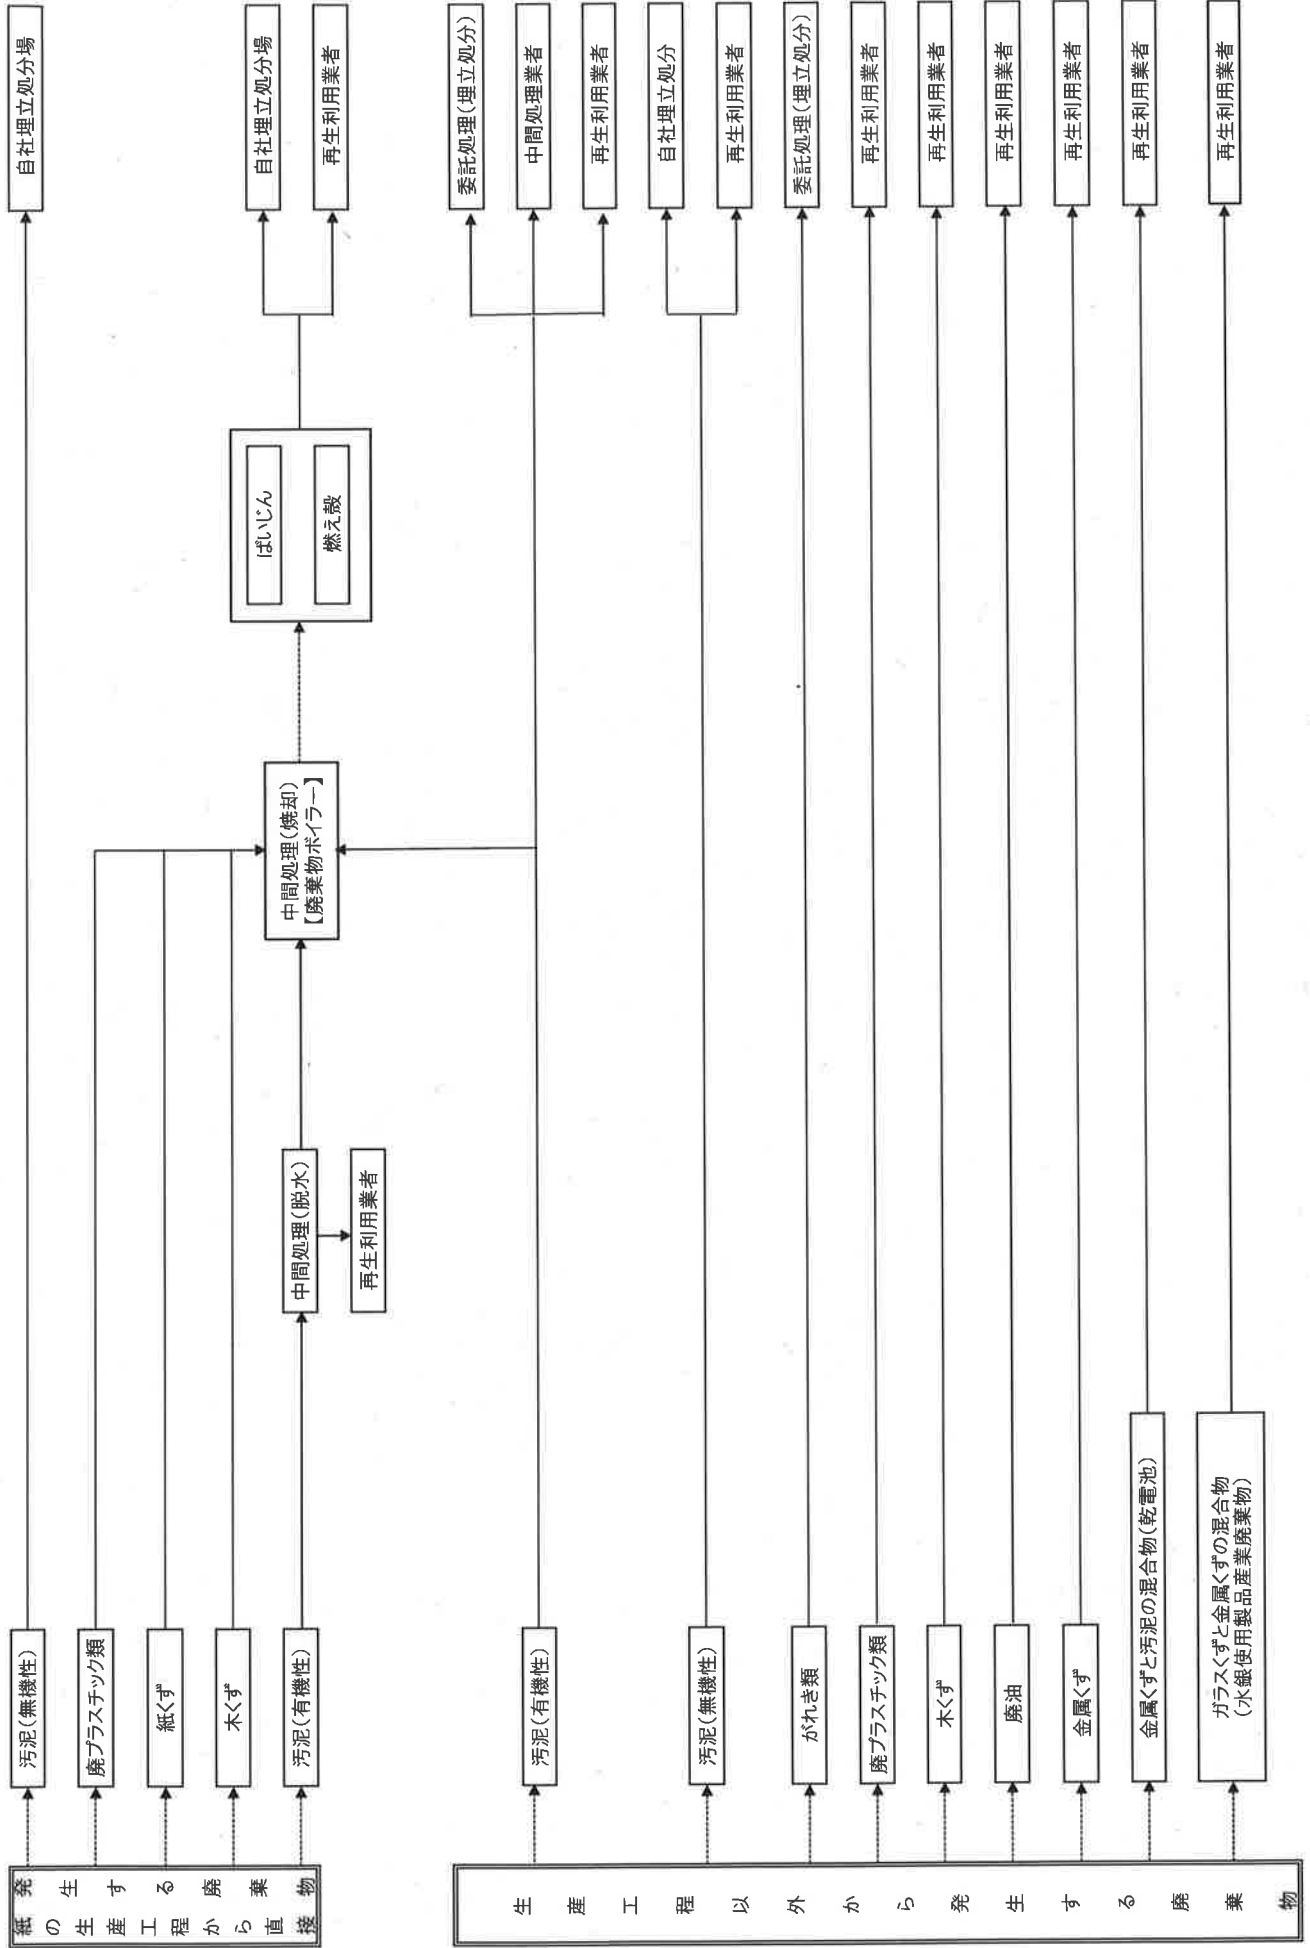 紙の生産工程から直接
発生する廃棄物
汚泥(無機性)
自社埋立処分場
廃プラスチック類
紙くず
木くず
汚泥(有機性)
中間処理(脱水)
再生利用業者
中間処理(焼却)
【廃棄物ボイラー】
ばいじん
燃え殻
自社埋立処分場
再生利用業者
生産工程以外から発生する廃棄物
汚泥(有機性)
委託処理(埋立処分)
中間処理業者
再生利用業者
汚泥(無機性)
自社埋立処分
再生利用業者
がれき類
委託処理(埋立処分)
廃プラスチック類
再生利用業者
木くず
再生利用業者
廃油
再生利用業者
金属くず
再生利用業者
金属くずと汚泥の混合物(乾電池)
再生利用業者
ガラスくずと金属くずの混合物
(水銀使用製品産業廃棄物)
再生利用業者